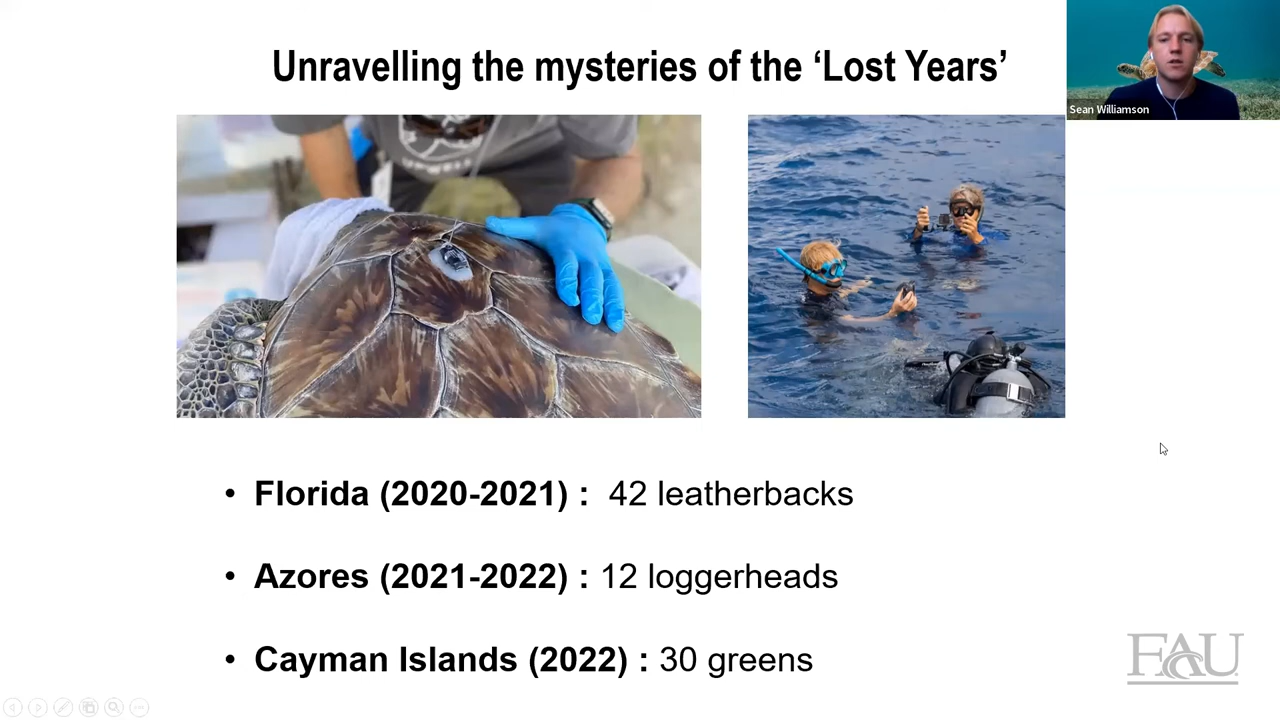 Unravelling the mysteries of the ‘Lost Years’
Sean Williamson
UPWELL
• Florida (2020-2021) : 42 leatherbacks
• Azores (2021-2022) : 12 loggerheads
• Cayman Islands (2022) : 30 greens
FAU